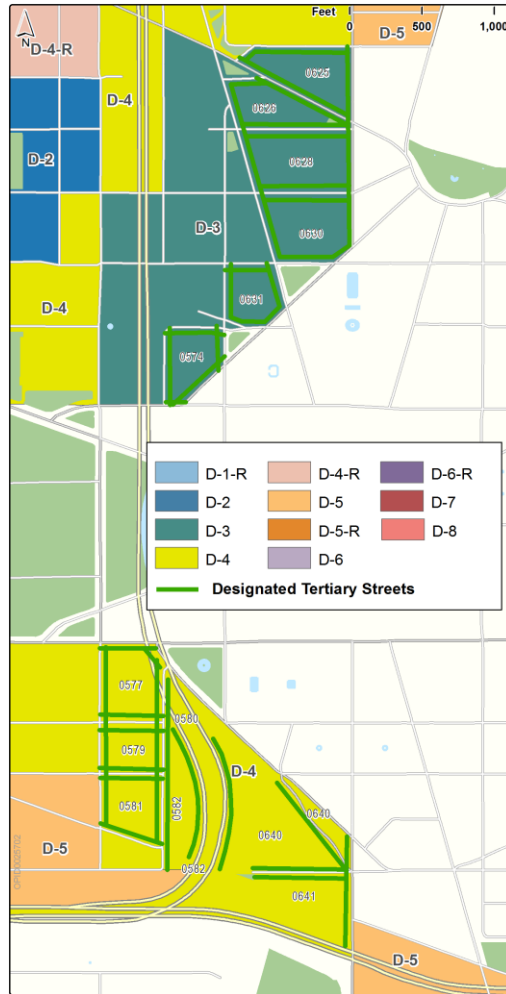 Feet
0 500 1,000
N
D-4-R
D-5
0625
D-4
0626
D-2
0628
D-3
0630
D-4
0631
0574
D-1-R D-4-R D-6-R
D-2 D-5 D-7
D-3 D-5-R D-8
D-4 D-6
Designated Tertiary Streets
0577
0580
0579
D-4
0581
0582
0640
0640
D-5
0582
0641
D-5